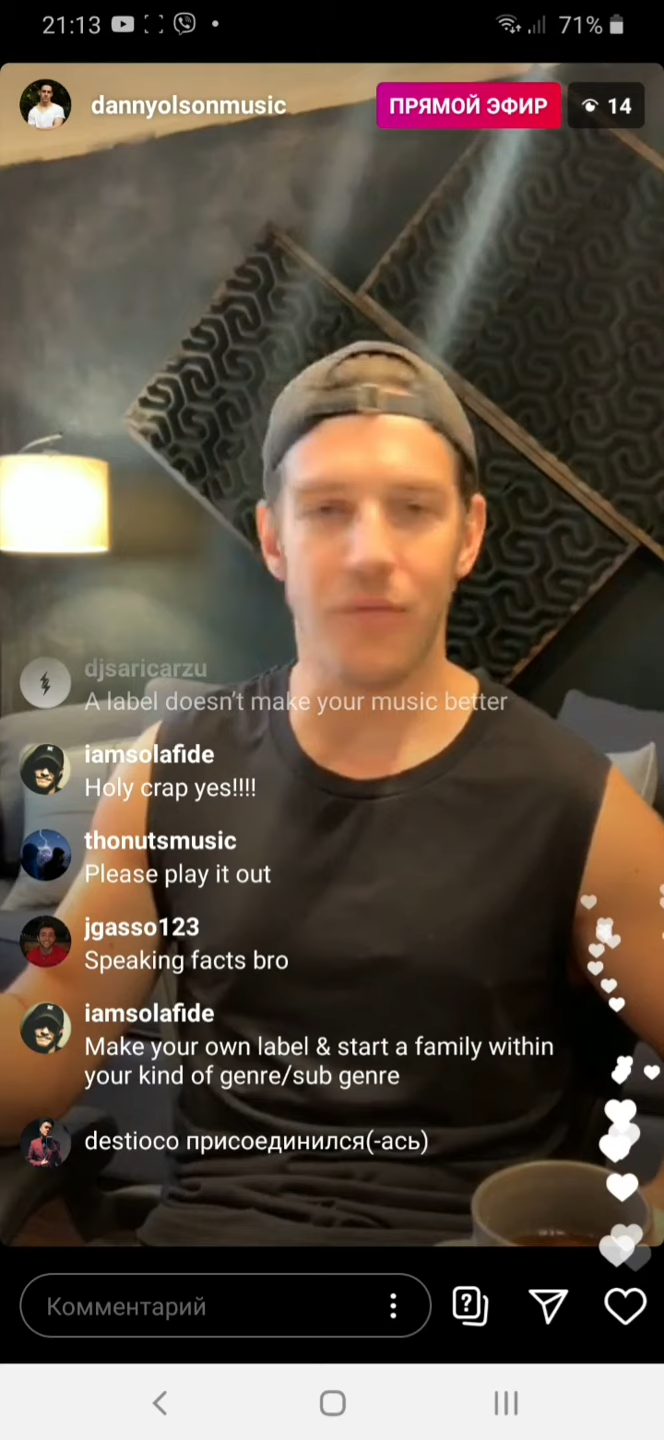 21:13
71%
dannyolsonmusic
ПРЯМОЙ ЭФИР
14
djsaricarzu
A label doesn't make your music better
iamsolafide
Holy crap yes!!!!
thonutsmusic
Please play it out
jgasso123
Speaking facts bro
iamsolafide
Make your own label & start a family within
your kind of genre/sub genre
destioco присоединился(-ась)
Комментарий